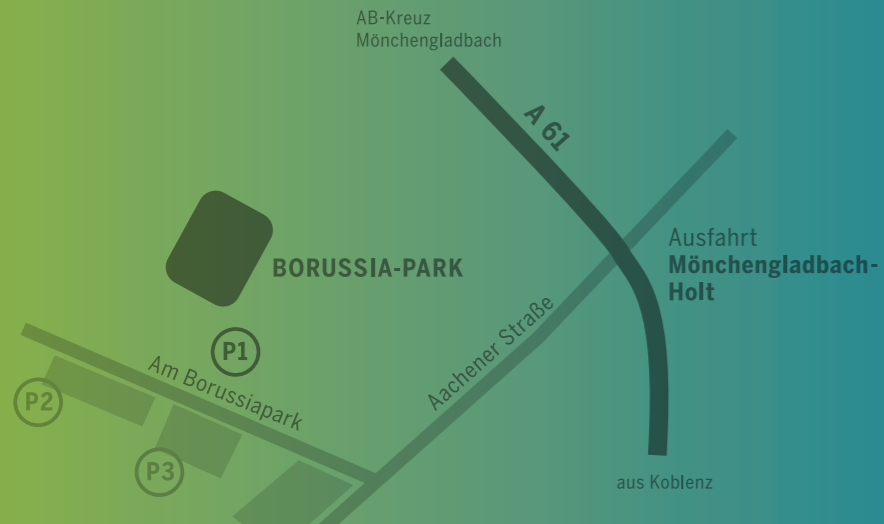 AB-Kreuz
Mönchengladbach
A 61
Ausfahrt
Mönchengladbach-
Holt
BORUSSIA-PARK
Aachener Straße
P1
Am Borussiapark
P2
P3
aus Koblenz